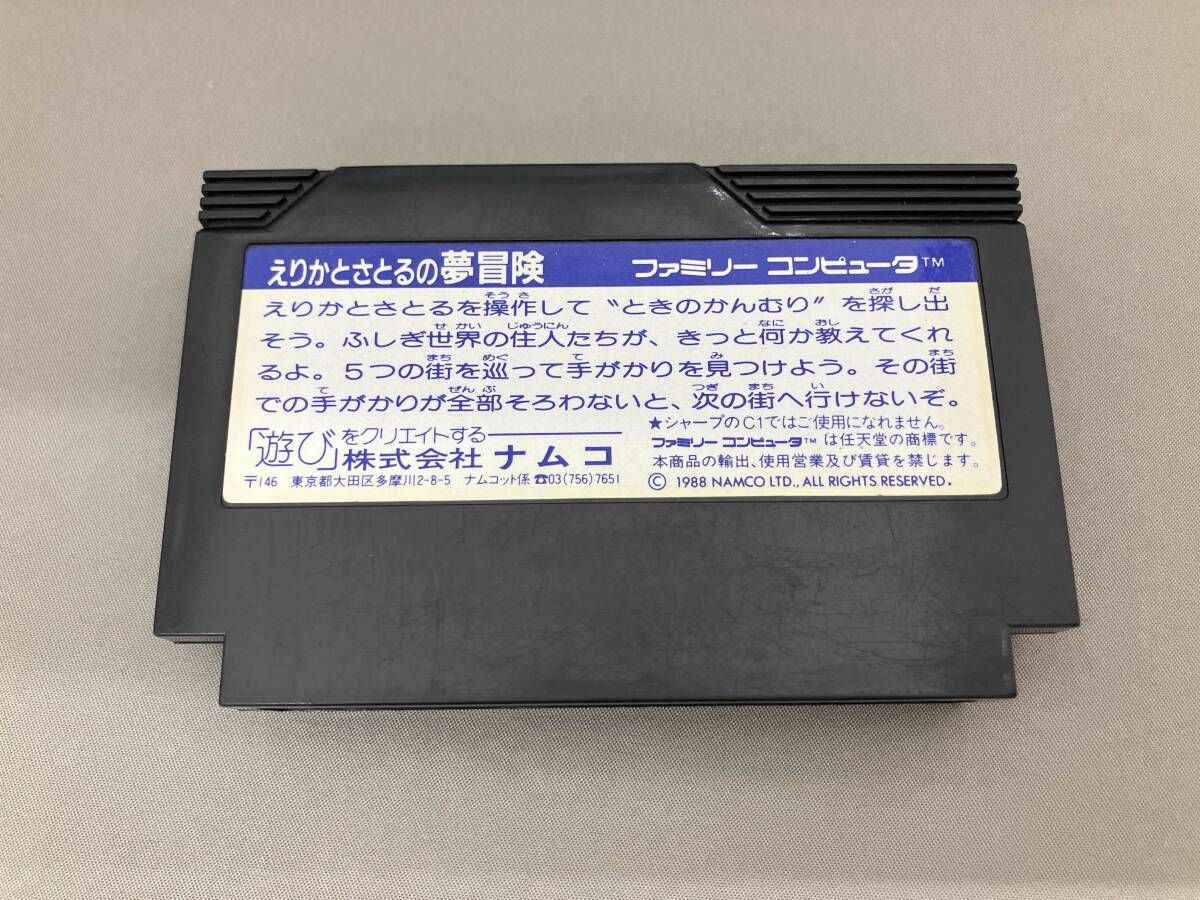 えりかとさとるの夢冒険 ファミリー コンピュータ™
えりかとさとるを操作して“ときのかんむり”を探し出
そう。ふしぎ世界の住人たちが、きっと何か教えてくれ
るよ。5つの街を巡って手がかりを見つけよう。その街
での手がかりが全部そろわないと、次の街へ行けないぞ。
「遊び」をクリエイトする
株式会社 ナムコ
〒146 東京都大田区多摩川2-8-5 ナムコット係 ☎03(756)7651
★シャープのC1ではご使用になれません。
ファミリー コンピュータ™ は任天堂の商標です。
本商品の輸出、使用営業及び賃貸を禁じます。
© 1988 NAMCO LTD., ALL RIGHTS RESERVED.